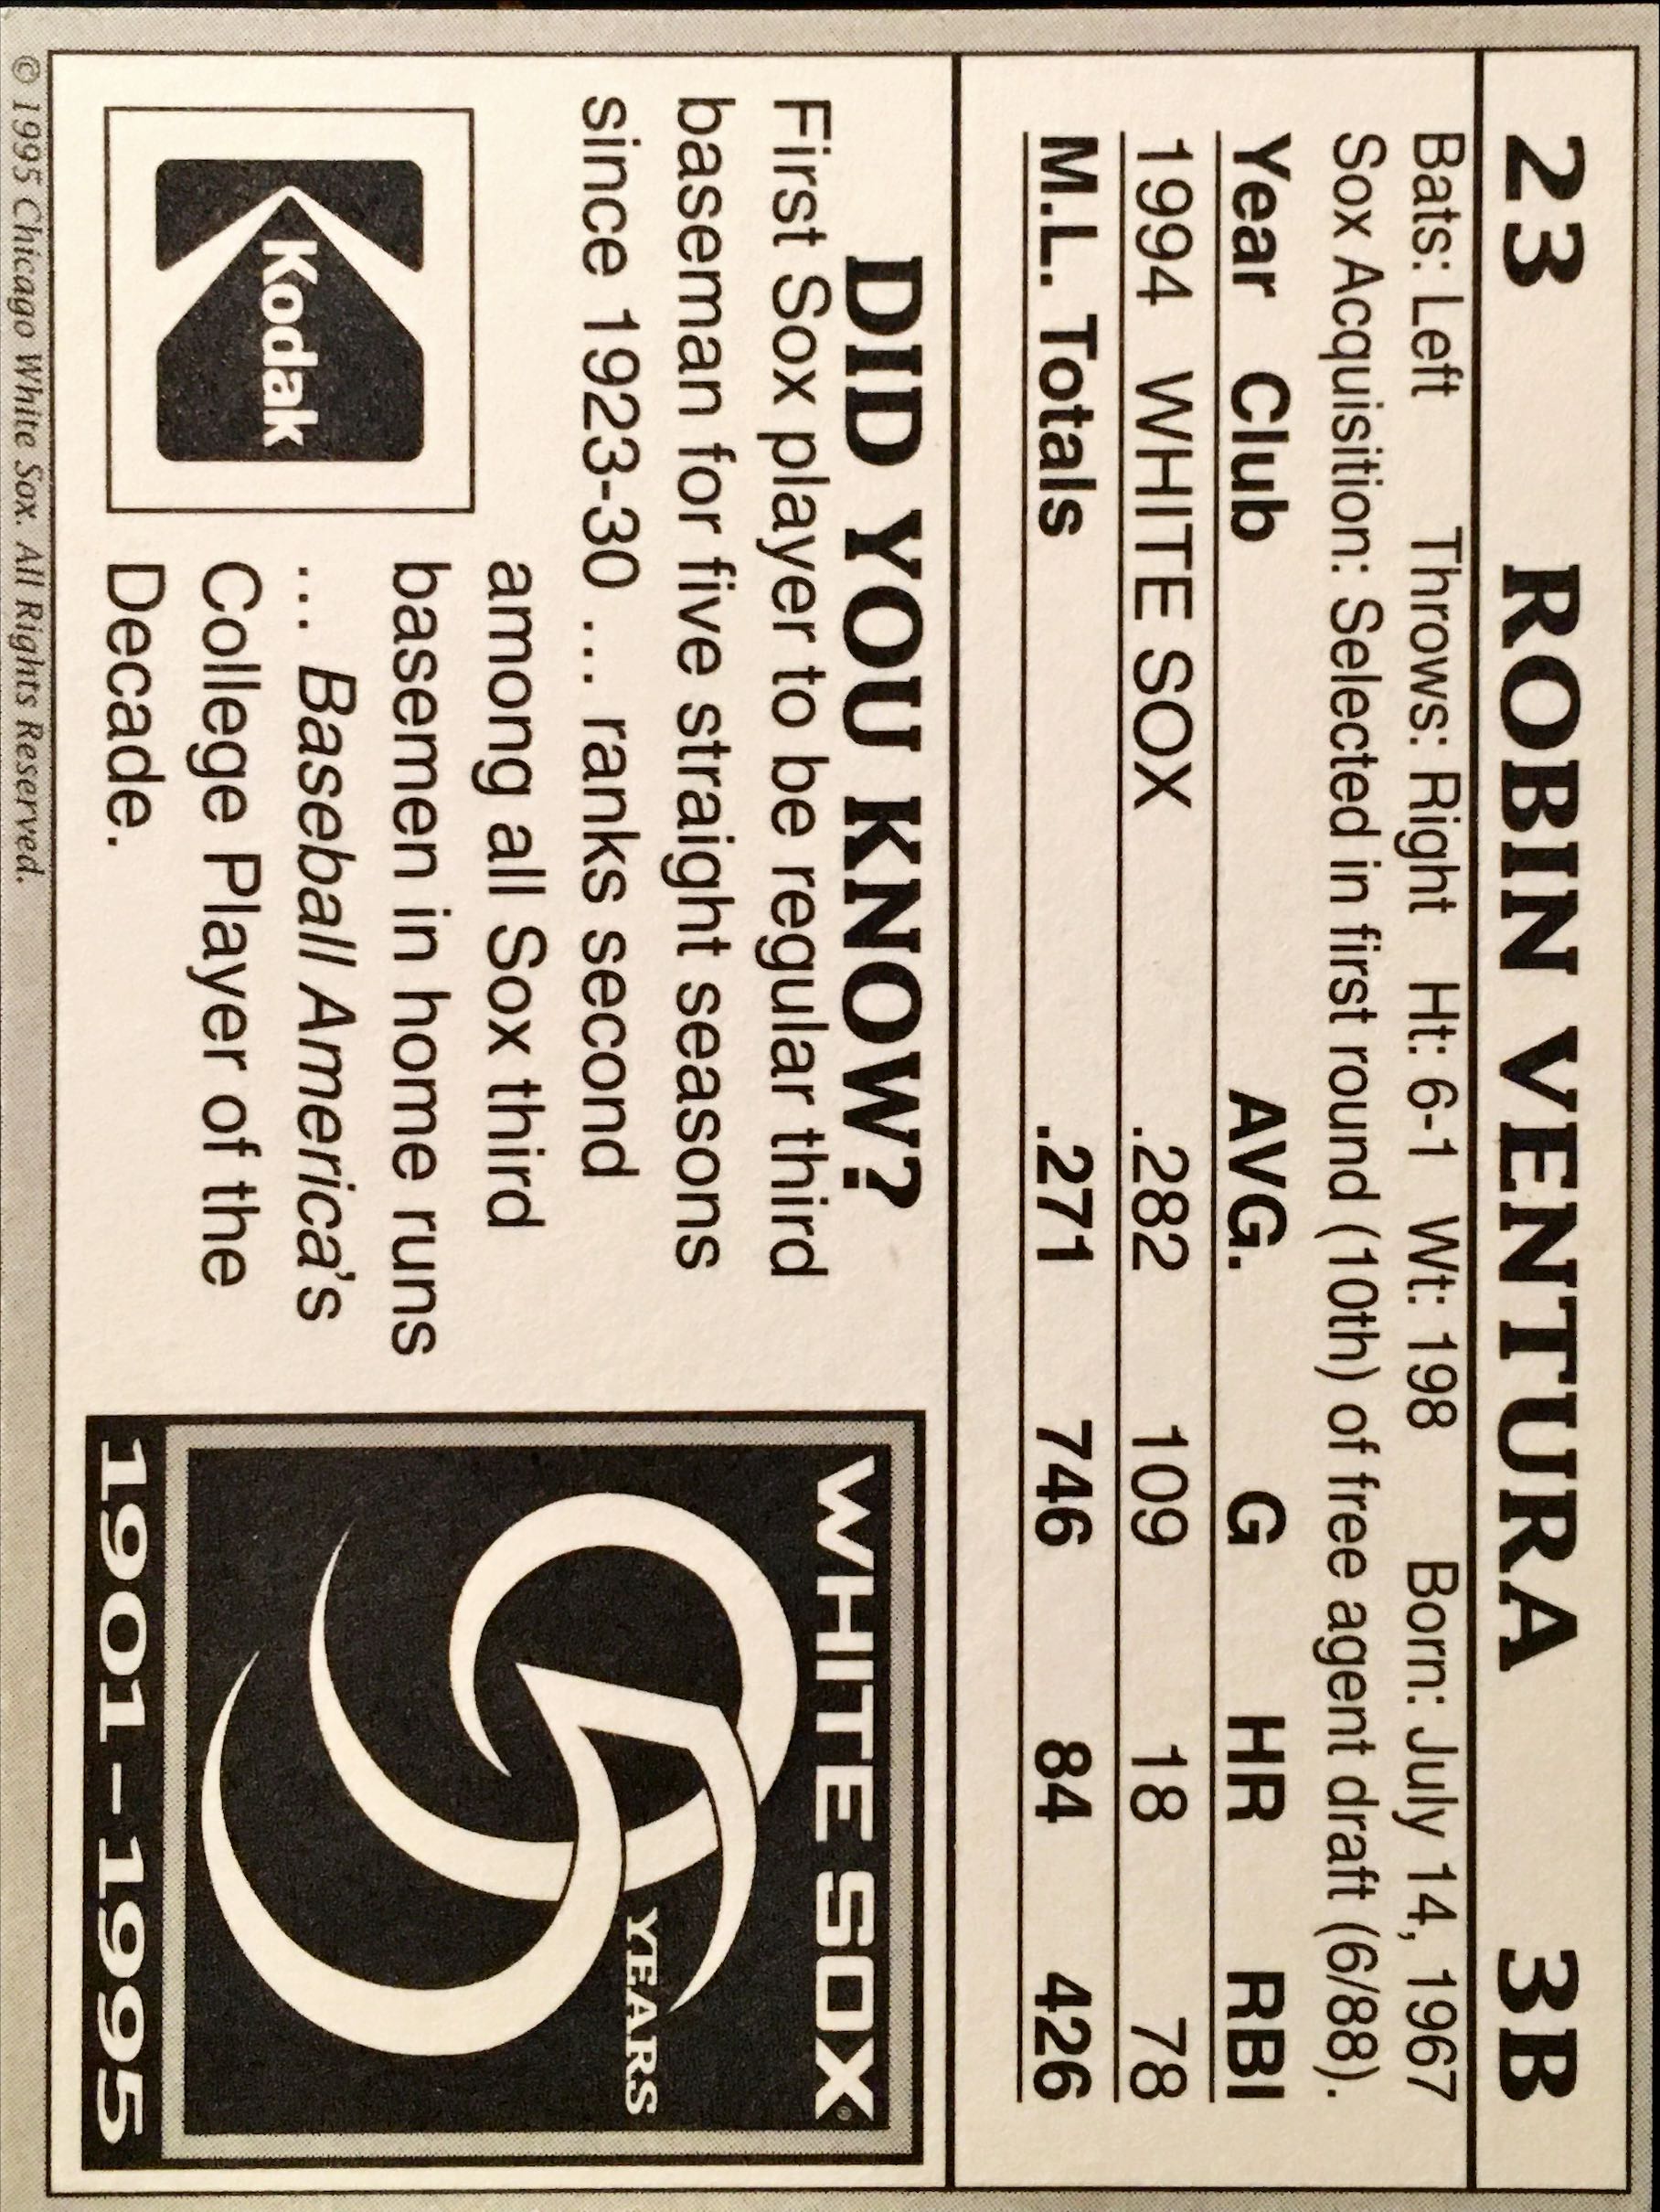 23 ROBIN VENTURA 3B
Bats: Left Throws: Right Ht: 6-1 Wt: 198 Born: July 14, 1967
Sox Acquisition: Selected in first round (10th) of free agent draft (6/88).
Year Club AVG. G HR RBI
1994 WHITE SOX .282 109 18 78
M.L. Totals .271 746 84 426
DID YOU KNOW?
First Sox player to be regular third
baseman for five straight seasons
since 1923-30 ... ranks second
among all Sox third
basemen in home runs
... Baseball America's
College Player of the
Decade.
Kodak
WHITE SOX
95
YEARS
1901-1995
© 1995 Chicago White Sox. All Rights Reserved.